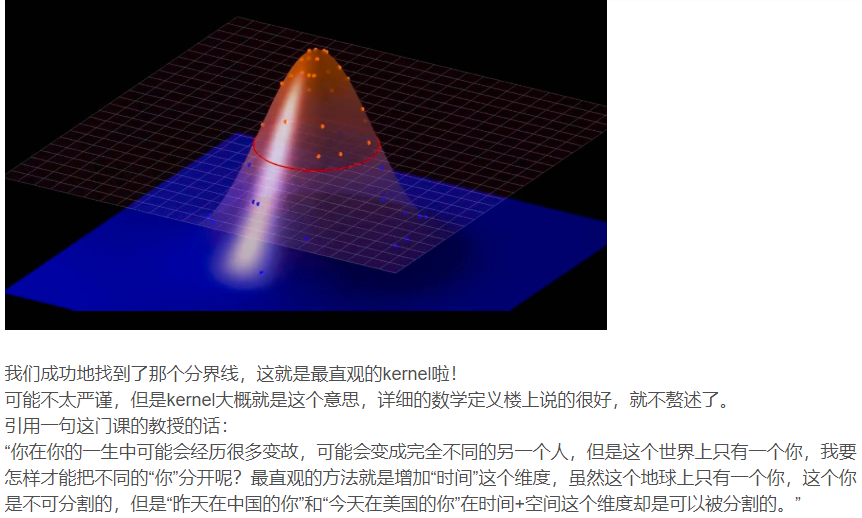 我们成功地找到了那个分界线，这就是最直观的kernel啦！
可能不太严谨，但是kernel大概就是这个意思，详细的数学定义楼上说的很好，就不赘述了。
引用一句这门课的教授的话：
“你在你的一生中可能会经历很多变故，可能会变成完全不同的另一个人，但是这个世界上只有一个你，我要
怎样才能把不同的“你”分开呢？最直观的方法就是增加“时间”这个维度，虽然这个地球上只有一个你，这个你
是不可分割的，但是“昨天在中国的你”和“今天在美国的你”在时间+空间这个维度却是可以被分割的。”